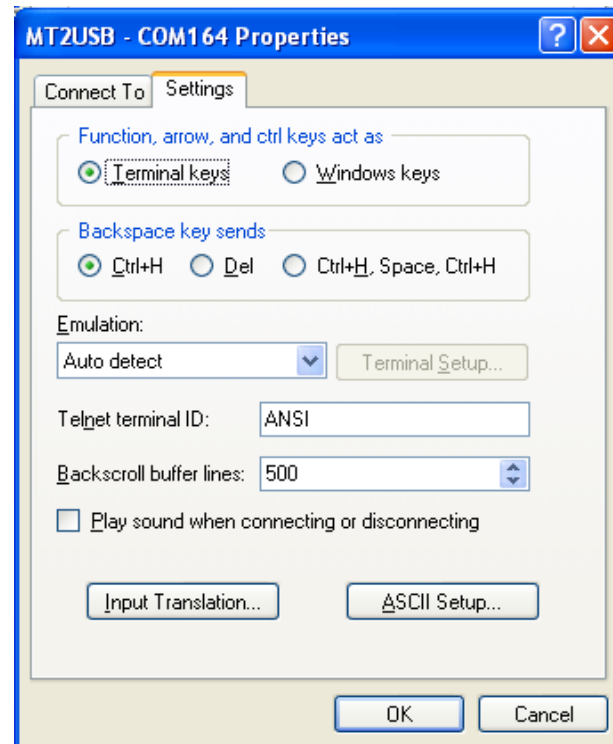 MT2USB - COM164 Properties
Connect To Settings
Function, arrow, and ctrl keys act as
Terminal keys Windows keys
Backspace key sends
Ctrl+H Del Ctrl+H, Space, Ctrl+H
Emulation:
Auto detect Terminal Setup...
Telnet terminal ID: ANSI
Backscroll buffer lines: 500
Play sound when connecting or disconnecting
Input Translation... ASCII Setup...
OK Cancel